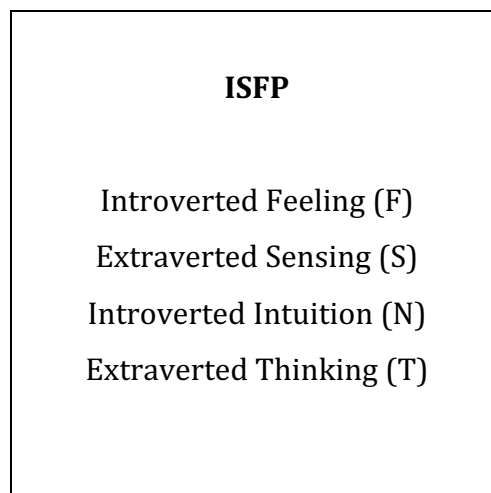 ISFP
Introverted Feeling (F)
Extraverted Sensing (S)
Introverted Intuition (N)
Extraverted Thinking (T)